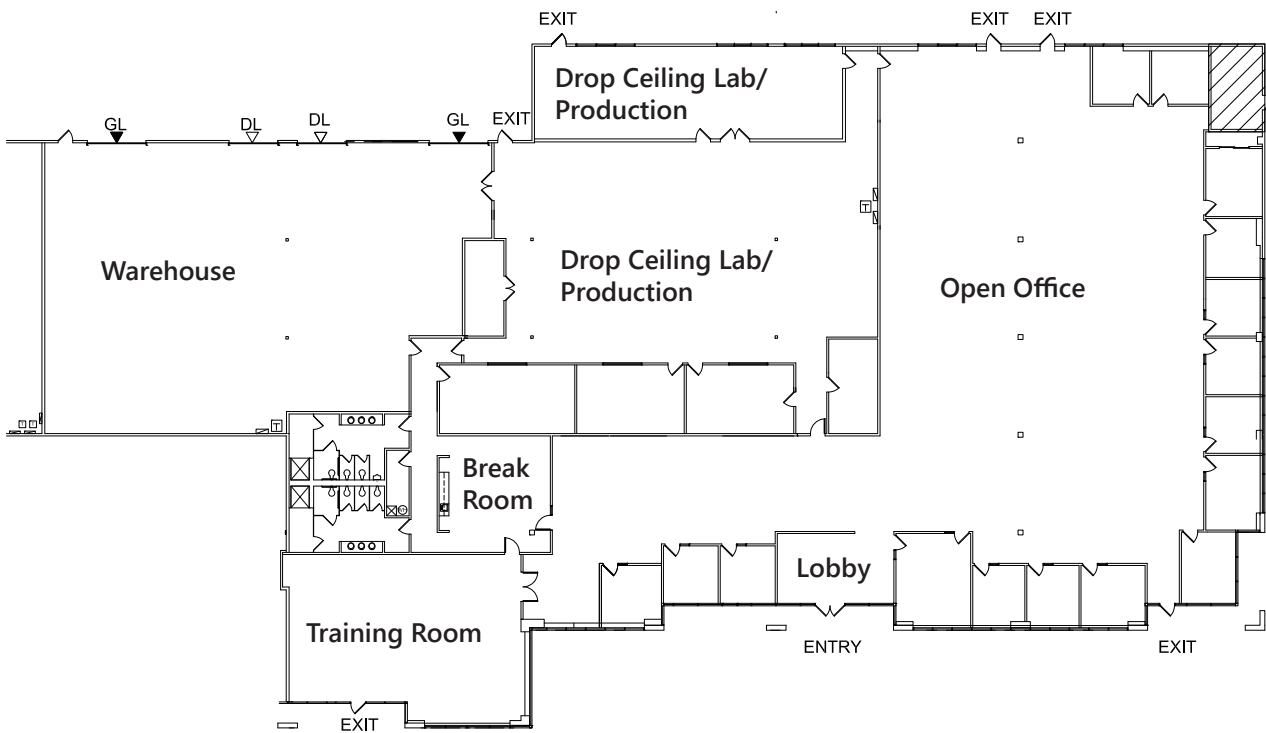 EXIT
EXIT
EXIT
Drop Ceiling Lab/
Production
GL
DL
DL
GL
EXIT
Warehouse
Drop Ceiling Lab/
Production
T
Open Office
T
T
T
Break
Room
Lobby
Training Room
ENTRY
EXIT
EXIT